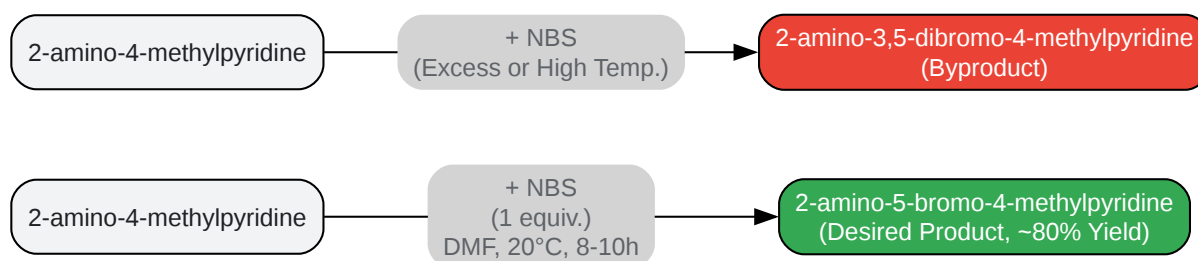 2-amino-4-methylpyridine
+ NBS
(Excess or High Temp.)
2-amino-3,5-dibromo-4-methylpyridine
(Byproduct)
2-amino-4-methylpyridine
+ NBS
(1 equiv.)
DMF, 20°C, 8-10h
2-amino-5-bromo-4-methylpyridine
(Desired Product, ~80% Yield)